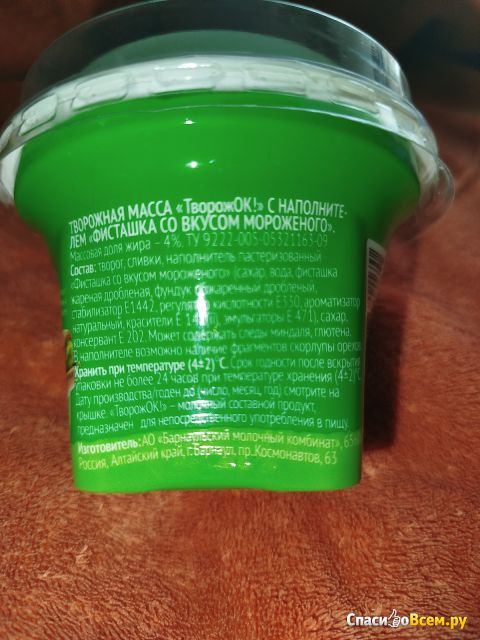 ТВОРОЖНАЯ МАССА «ТворожОК!» С НАПОЛНИТЕ-
ЛЕМ «ФИСТАШКА СО ВКУСОМ МОРОЖЕНОГО».
Массовая доля жира – 4%. ТУ 9222-005-05321163-09
Состав: творог, сливки, наполнитель пастеризованный
«Фисташка со вкусом мороженого» (сахар, вода, фисташка
жареная дробленая, фундук обжаренный дробленый,
стабилизатор Е1442, регулятор кислотности Е330, ароматизатор
натуральный, красители Е эмульгаторы Е 471), сахар,
консервант Е 202. Может содержать следы миндаля, глютена.
В наполнителе возможно наличие фрагментов скорлупы орехов.
Хранить при температуре (4±2)°С. Срок годности после вскрытия
упаковки не более 24 часов при температуре хранения (4±2)°С
Дату производства/годен до (число, месяц, год) смотрите на
крышке. «ТворожОК!» – молочный составной продукт,
предназначен для непосредственного употребления в пищу.
Изготовитель: АО «Барнаульский молочный комбинат»,
Россия, Алтайский край, г.Барнаул, пр.Космонавтов, 63
СпасибоВсем.ру